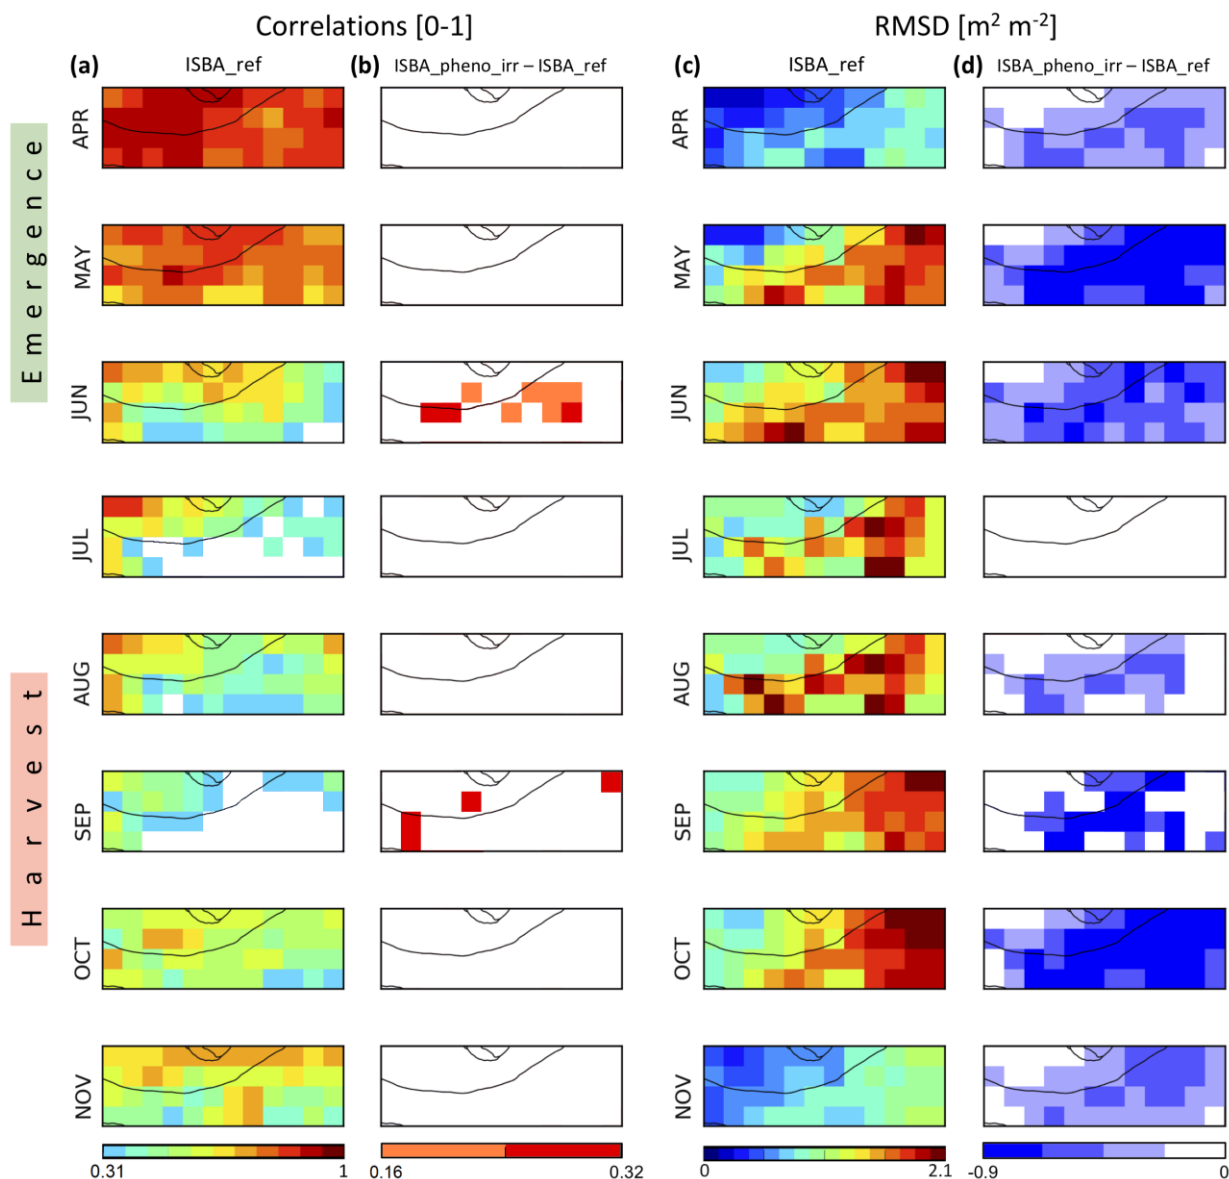 Correlations [0-1]
RMSD [m² m⁻²]
(a)
ISBA_ref
(b)
ISBA_pheno_irr – ISBA_ref
(c)
ISBA_ref
(d)
ISBA_pheno_irr – ISBA_ref
Emergence
APR
MAY
JUN
JUL
Harvest
AUG
SEP
OCT
NOV
0.31
1
0.16
0.32
0
2.1
-0.9
0